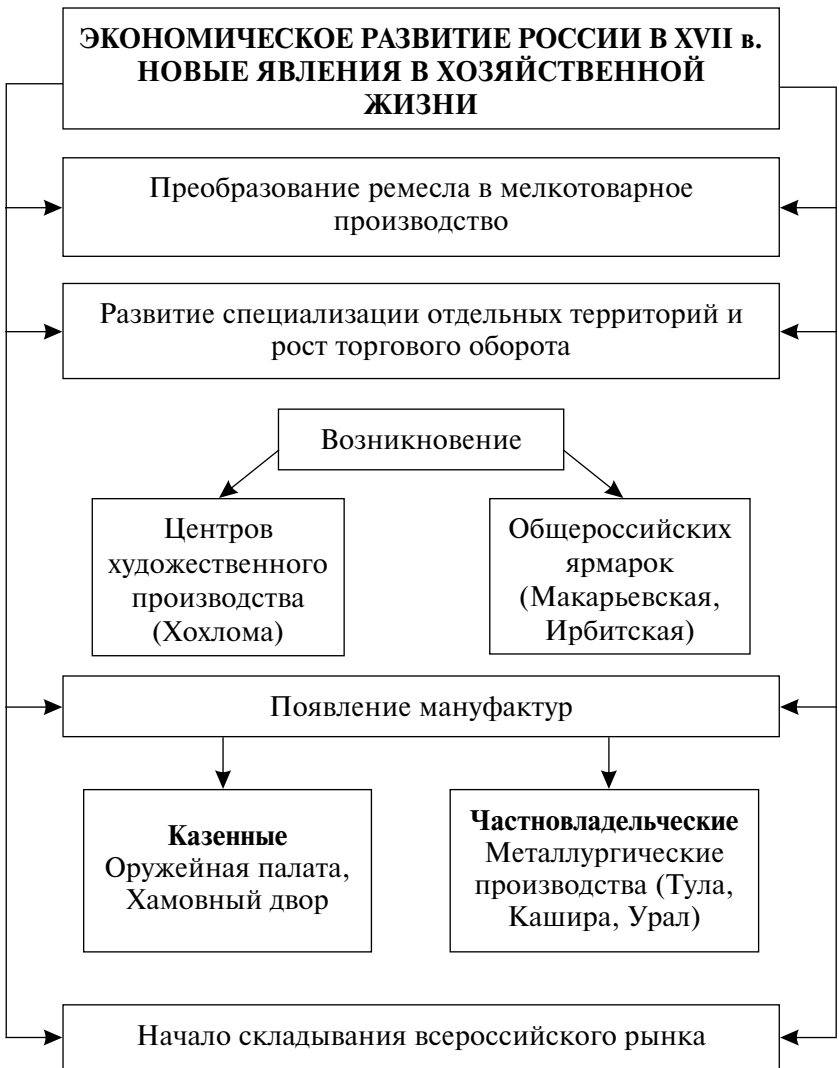 ЭКОНОМИЧЕСКОЕ РАЗВИТИЕ РОССИИ В XVII в.
НОВЫЕ ЯВЛЕНИЯ В ХОЗЯЙСТВЕННОЙ
ЖИЗНИ
Преобразование ремесла в мелкотоварное
производство
Развитие специализации отдельных территорий и
рост торгового оборота
Возникновение
Центров
художественного
производства
(Хохлома)
Общероссийских
ярмарок
(Макарьевская,
Ирбитская)
Появление мануфактур
Казенные
Оружейная палата,
Хамовный двор
Частновладельческие
Металлургические
производства (Тула,
Кашира, Урал)
Начало складывания всероссийского рынка